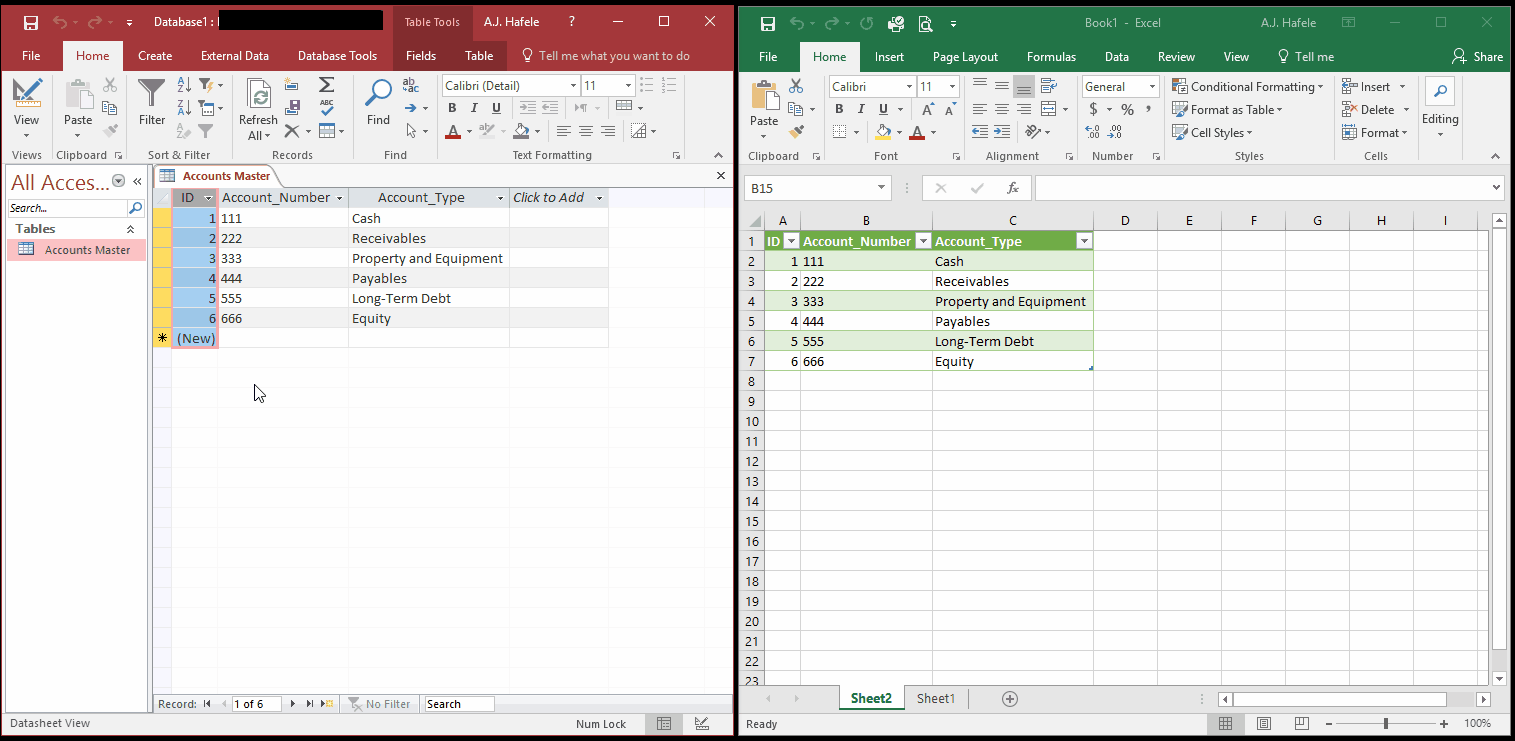 Database1 :
Table Tools
A.J. Hafele
?
File
Home
Create
External Data
Database Tools
Fields
Table
Tell me what you want to do
View
Paste
Filter
Refresh
All
Find
Calibri (Detail)
11
B I U
A
Views
Clipboard
Sort & Filter
Records
Find
Text Formatting
All Acces...
Search...
Tables
Accounts Master
Accounts Master
ID Account_Number Account_Type Click to Add
1 111 Cash
2 222 Receivables
3 333 Property and Equipment
4 444 Payables
5 555 Long-Term Debt
6 666 Equity
(New)
Record: 1 of 6 No Filter Search
Datasheet View
Num Lock
Book1 - Excel
A.J. Hafele
File
Home
Insert
Page Layout
Formulas
Data
Review
View
Tell me
Share
Paste
Calibri
11
B I U
A A
A
General
$ % ,
Conditional Formatting
Format as Table
Cell Styles
Insert
Delete
Format
Editing
Clipboard
Font
Alignment
Number
Styles
Cells
B15
fx
A B C D E F G H I
1 ID Account_Number Account_Type
2 1 111 Cash
3 2 222 Receivables
4 3 333 Property and Equipment
5 4 444 Payables
6 5 555 Long-Term Debt
7 6 666 Equity
8
9
10
11
12
13
14
15
16
17
18
19
20
21
22
23
Sheet2
Sheet1
Ready
100%